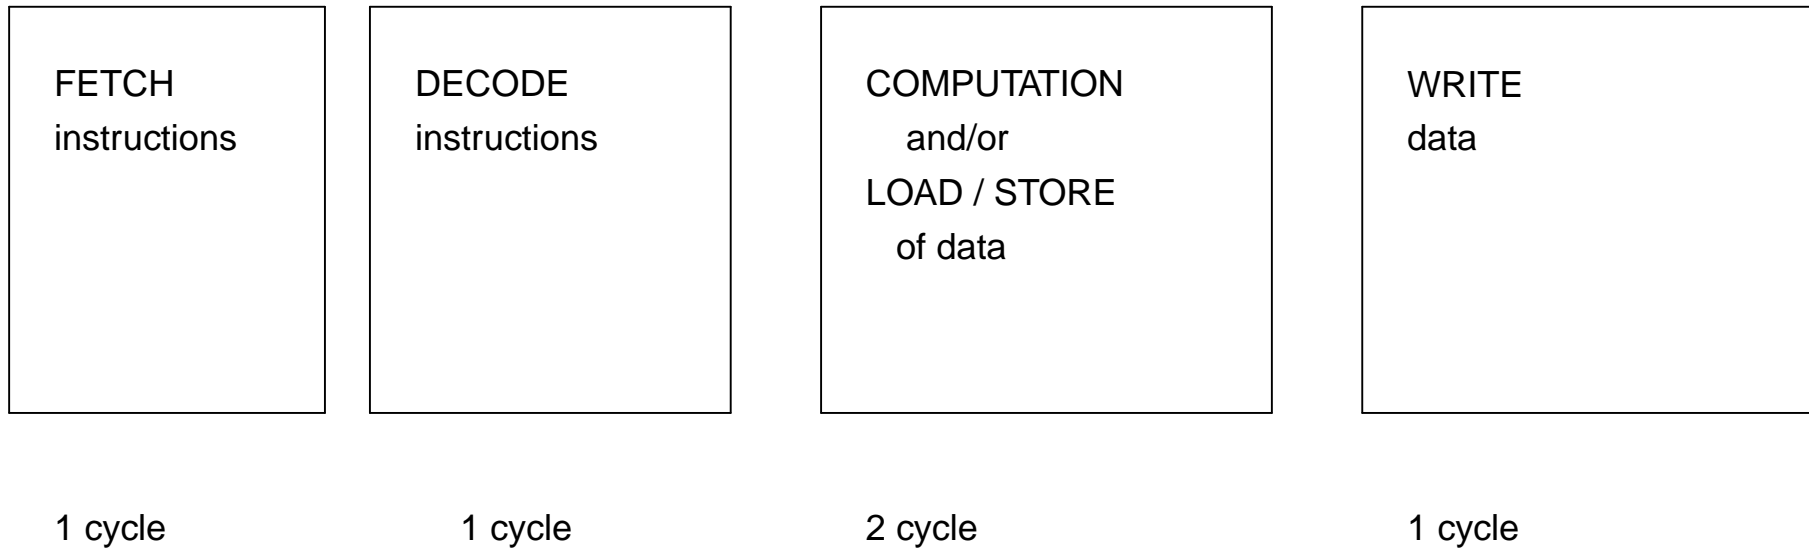 FETCH
instructions
DECODE
instructions
COMPUTATION
and/or
LOAD / STORE
of data
WRITE
data
1 cycle
1 cycle
2 cycle
1 cycle